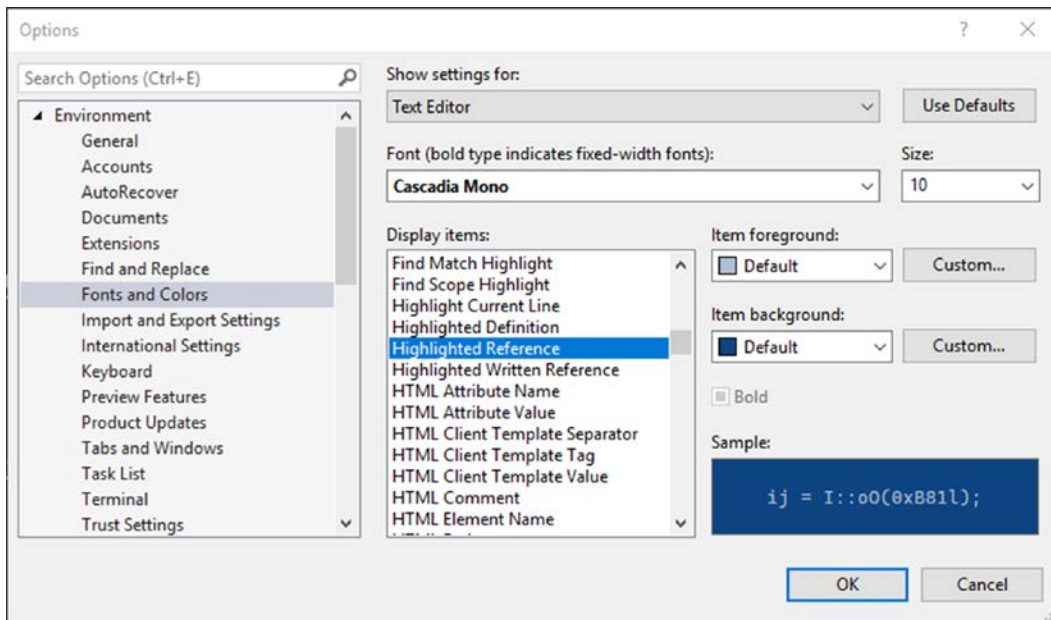 Options
Search Options (Ctrl+E)
Environment
General
Accounts
AutoRecover
Documents
Extensions
Find and Replace
Fonts and Colors
Import and Export Settings
International Settings
Keyboard
Preview Features
Product Updates
Tabs and Windows
Task List
Terminal
Trust Settings
Show settings for:
Text Editor
Use Defaults
Font (bold type indicates fixed-width fonts):
Cascadia Mono
Size:
10
Display items:
Find Match Highlight
Find Scope Highlight
Highlight Current Line
Highlighted Definition
Highlighted Reference
Highlighted Written Reference
HTML Attribute Name
HTML Attribute Value
HTML Client Template Separator
HTML Client Template Tag
HTML Client Template Value
HTML Comment
HTML Element Name
Item foreground:
Default
Custom...
Item background:
Default
Custom...
Bold
Sample:
ij = I::oO(0xB81l);
OK
Cancel